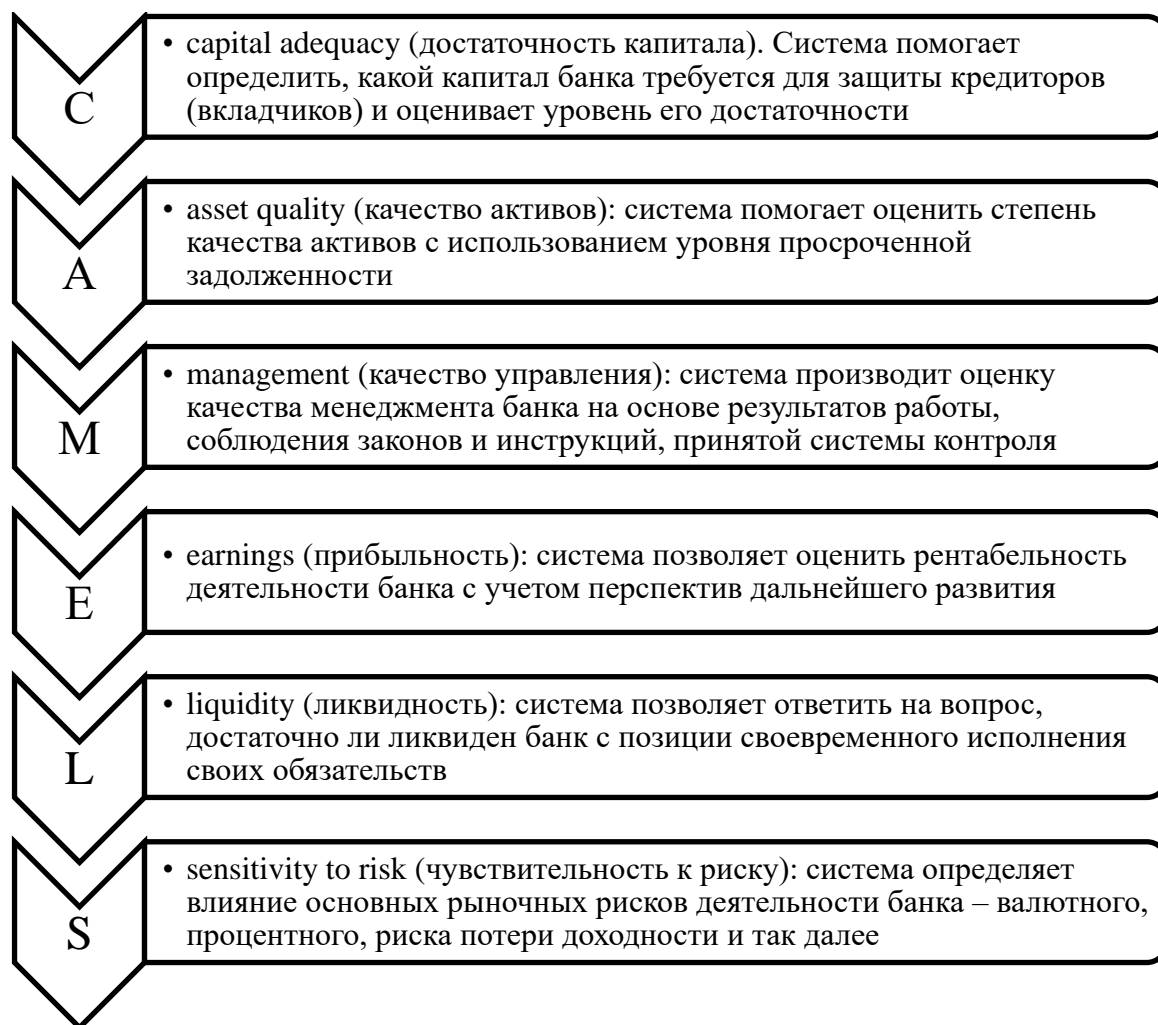 C
• capital adequacy (достаточность капитала). Система помогает
определить, какой капитал банка требуется для защиты кредиторов
(вкладчиков) и оценивает уровень его достаточности
A
• asset quality (качество активов): система помогает оценить степень
качества активов с использованием уровня просроченной
задолженности
M
• management (качество управления): система производит оценку
качества менеджмента банка на основе результатов работы,
соблюдения законов и инструкций, принятой системы контроля
E
• earnings (прибыльность): система позволяет оценить рентабельность
деятельности банка с учетом перспектив дальнейшего развития
L
• liquidity (ликвидность): система позволяет ответить на вопрос,
достаточно ли ликвиден банк с позиции своевременного исполнения
своих обязательств
S
• sensitivity to risk (чувствительность к риску): система определяет
влияние основных рыночных рисков деятельности банка – валютного,
процентного, риска потери доходности и так далее